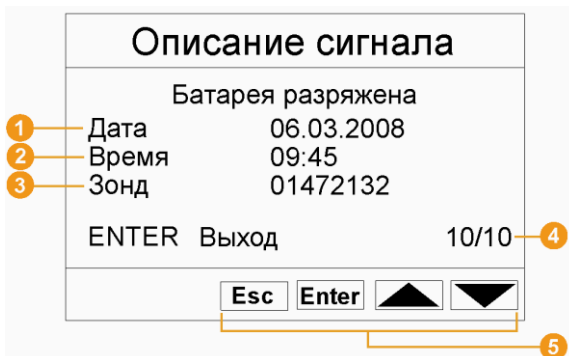 Описание сигнала
Батарея разряжена
1 Дата 06.03.2008
2 Время 09:45
3 Зонд 01472132
ENTER Выход 10/10 4
Esc Enter
5